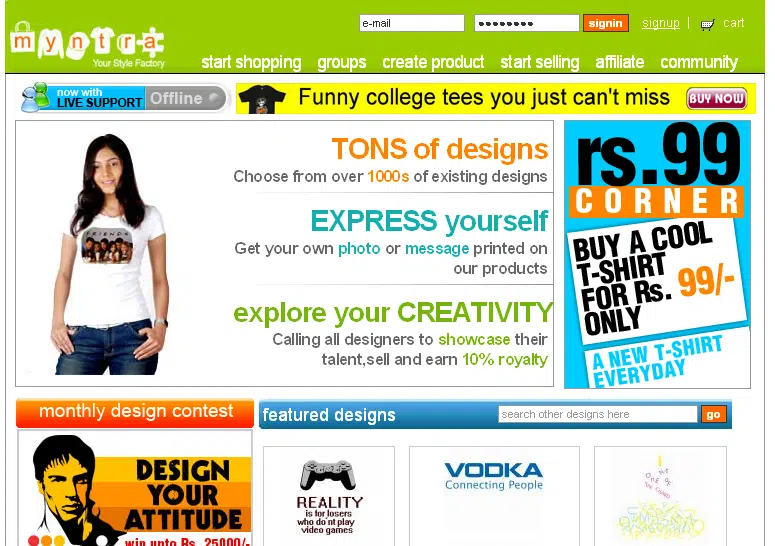 e-mail
signin
signup | cart
myntra
Your Style Factory
start shopping groups create product start selling affiliate community
now with
LIVE SUPPORT Offline
Funny college tees you just can't miss BUY NOW
TONS of designs
Choose from over 1000s of existing designs
EXPRESS yourself
Get your own photo or message printed on
our products
explore your CREATIVITY
Calling all designers to showcase their
talent,sell and earn 10% royalty
FRIENDS
rs.99
CORNER
BUY A COOL
T-SHIRT
FOR Rs. 99/-
ONLY
A NEW T-SHIRT
EVERYDAY
monthly design contest
DESIGN
YOUR
ATTITUDE
win upto Rs. 25000/-
featured designs
search other designs here
go
REALITY
is for losers
who do'nt play
video games
VODKA
Connecting People